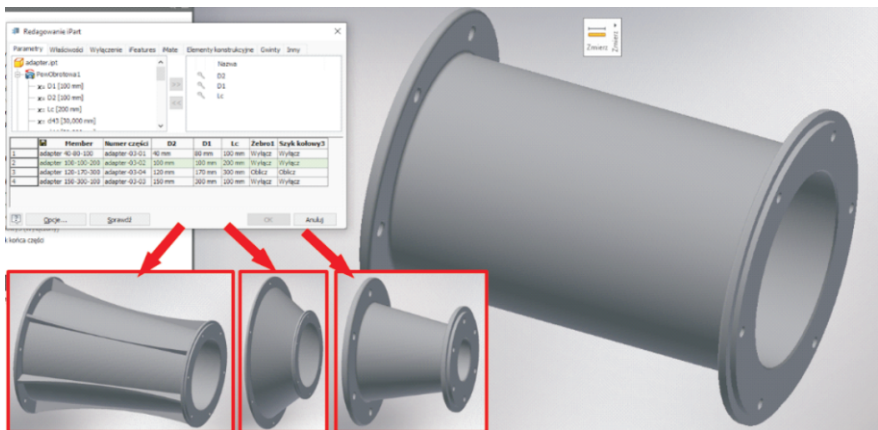 Redagowanie iPart
Parametry Właściwości Wyłączenie iFeatures Mate Elementy konstrukcyjne Gwinty Inny
adapter.ipt
PowObrotowa1
D1 [100 mm]
D2 [100 mm]
Lc [200 mm]
d43 [30,000 mm]
Nazwa
D2
D1
Lc
>>
<<
Member Numer części D2 D1 Lc Żebro1 Szyk kołowy3
1 adapter 40-80-100 adapter-03-01 40 mm 80 mm 100 mm Wyłącz Wyłącz
2 adapter 100-100-200 adapter-03-02 100 mm 100 mm 200 mm Wyłącz Wyłącz
3 adapter 120-170-300 adapter-03-04 120 mm 170 mm 300 mm Oblicz Oblicz
4 adapter 150-300-100 adapter-03-03 150 mm 300 mm 100 mm Wyłącz Wyłącz
Opcje... Sprawdź OK Anuluj
końca części
Zmierz
Zmierz